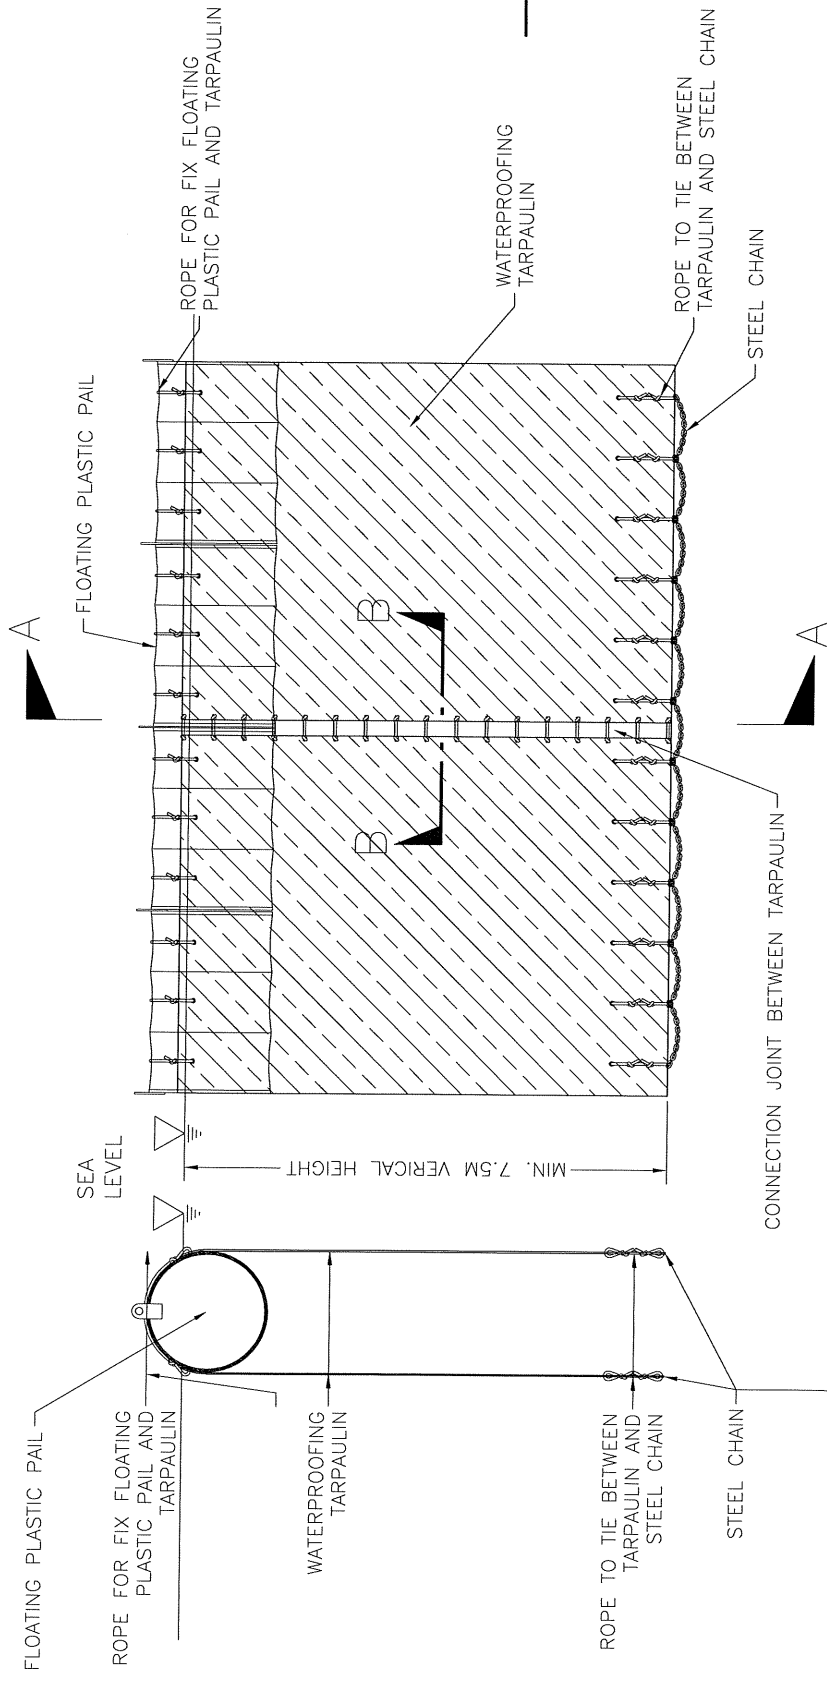 FLOATING PLASTIC PAIL
ROPE FOR FIX FLOATING
PLASTIC PAIL AND
TARPAULIN
WATERPROOFING
TARPAULIN
ROPE TO TIE BETWEEN
TARPAULIN AND
STEEL CHAIN
STEEL CHAIN
SEA
LEVEL
MIN. 7.5M VERICAL HEIGHT
A
FLOATING PLASTIC PAIL
ROPE FOR FIX FLOATING
PLASTIC PAIL AND TARPAULIN
B
B
WATERPROOFING
TARPAULIN
ROPE TO TIE BETWEEN
TARPAULIN AND STEEL CHAIN
STEEL CHAIN
CONNECTION JOINT BETWEEN TARPAULIN
A